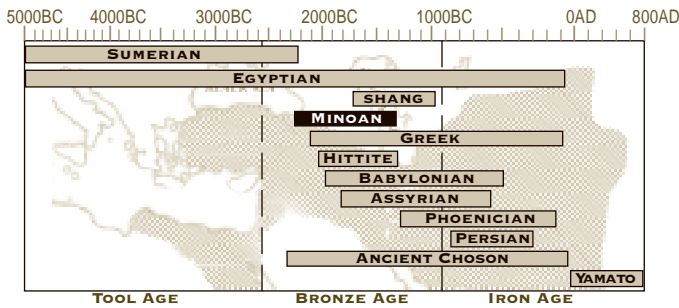 5000BC 4000BC 3000BC 2000BC 1000BC 0AD 800AD
SUMERIAN
EGYPTIAN
SHANG
MINOAN
GREEK
HITTITE
BABYLONIAN
ASSYRIAN
PHOENICIAN
PERSIAN
ANCIENT CHOSON
YAMATO
TOOL AGE BRONZE AGE IRON AGE